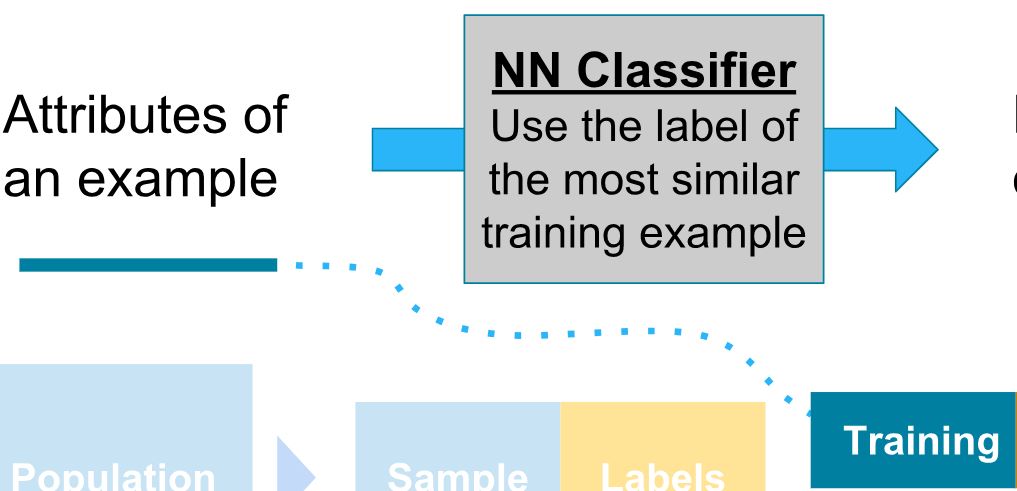 NN Classifier
Attributes of
an example
Use the label of
the most similar
training example
Training
Population
Sample
Labels